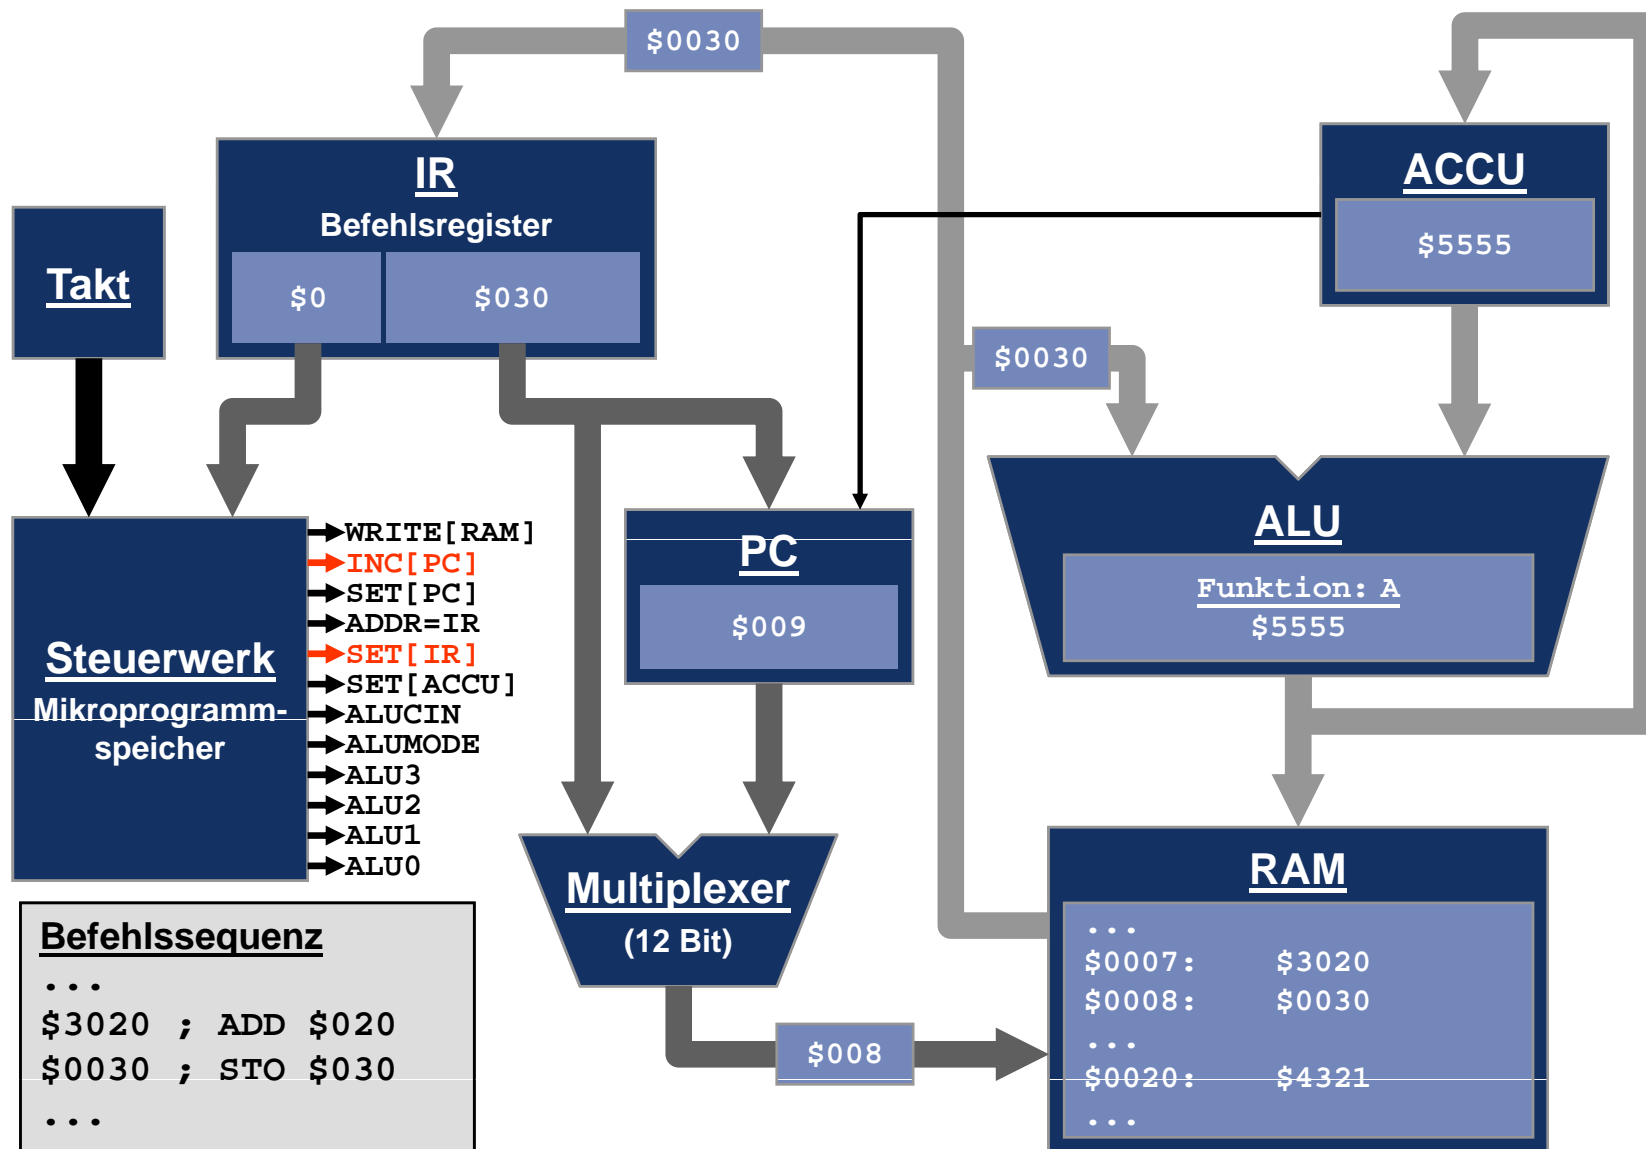 $0030
IR
Befehlsregister
$0 $030
Takt
ACCU
$5555
$0030
WRITE[RAM]
INC[PC]
SET[PC]
ADDR=IR
SET[IR]
SET[ACCU]
ALUCIN
ALUMODE
ALU3
ALU2
ALU1
ALU0
Steuerwerk
Mikroprogramm-
speicher
PC
$009
ALU
Funktion: A
$5555
Multiplexer
(12 Bit)
$008
RAM
...
$0007: $3020
$0008: $0030
...
$0020: $4321
...
Befehlssequenz
...
$3020 ; ADD $020
$0030 ; STO $030
...